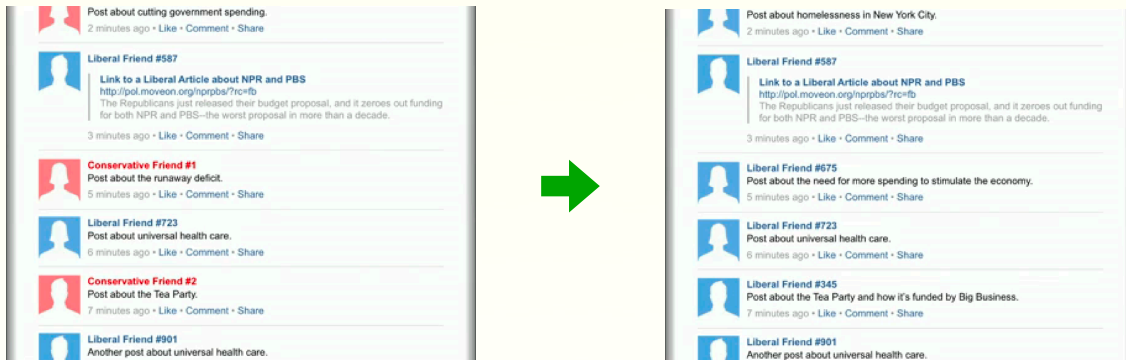 Post about cutting government spending.
2 minutes ago • Like • Comment • Share
Liberal Friend #587
Link to a Liberal Article about NPR and PBS
http://pol.moveon.org/nprpbs/?rc=fb
The Republicans just released their budget proposal, and it zeroes out funding
for both NPR and PBS--the worst proposal in more than a decade.
3 minutes ago • Like • Comment • Share
Conservative Friend #1
Post about the runaway deficit.
5 minutes ago • Like • Comment • Share
Liberal Friend #723
Post about universal health care.
6 minutes ago • Like • Comment • Share
Conservative Friend #2
Post about the Tea Party.
7 minutes ago • Like • Comment • Share
Liberal Friend #901
Another post about universal health care.
Post about homelessness in New York City.
2 minutes ago • Like • Comment • Share
Liberal Friend #587
Link to a Liberal Article about NPR and PBS
http://pol.moveon.org/nprpbs/?rc=fb
The Republicans just released their budget proposal, and it zeroes out funding
for both NPR and PBS--the worst proposal in more than a decade.
3 minutes ago • Like • Comment • Share
Liberal Friend #675
Post about the need for more spending to stimulate the economy.
5 minutes ago • Like • Comment • Share
Liberal Friend #723
Post about universal health care.
6 minutes ago • Like • Comment • Share
Liberal Friend #345
Post about the Tea Party and how it's funded by Big Business.
7 minutes ago • Like • Comment • Share
Liberal Friend #901
Another post about universal health care.